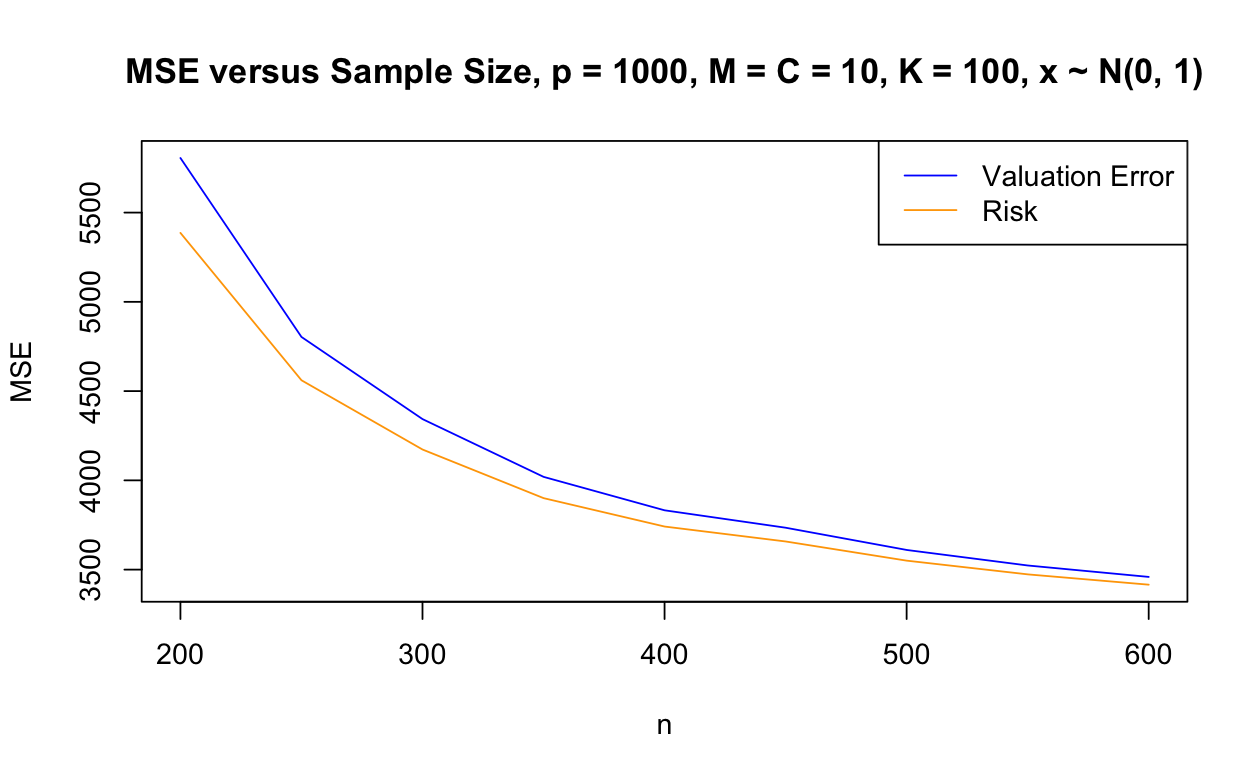 MSE versus Sample Size, p = 1000, M = C = 10, K = 100, x ~ N(0, 1)
Valuation Error
Risk
5500
5000
4500
4000
3500
MSE
200 300 400 500 600
n